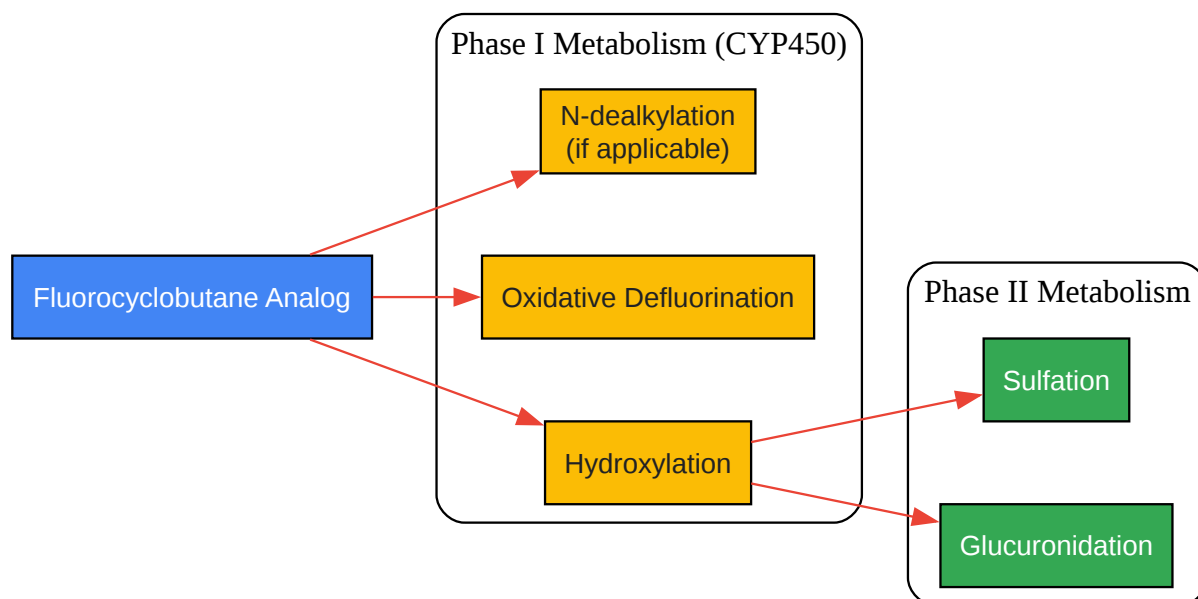 Phase I Metabolism (CYP450)
N-dealkylation
(if applicable)
Fluorocyclobutane Analog
Oxidative Defluorination
Hydroxylation
Phase II Metabolism
Sulfation
Glucuronidation